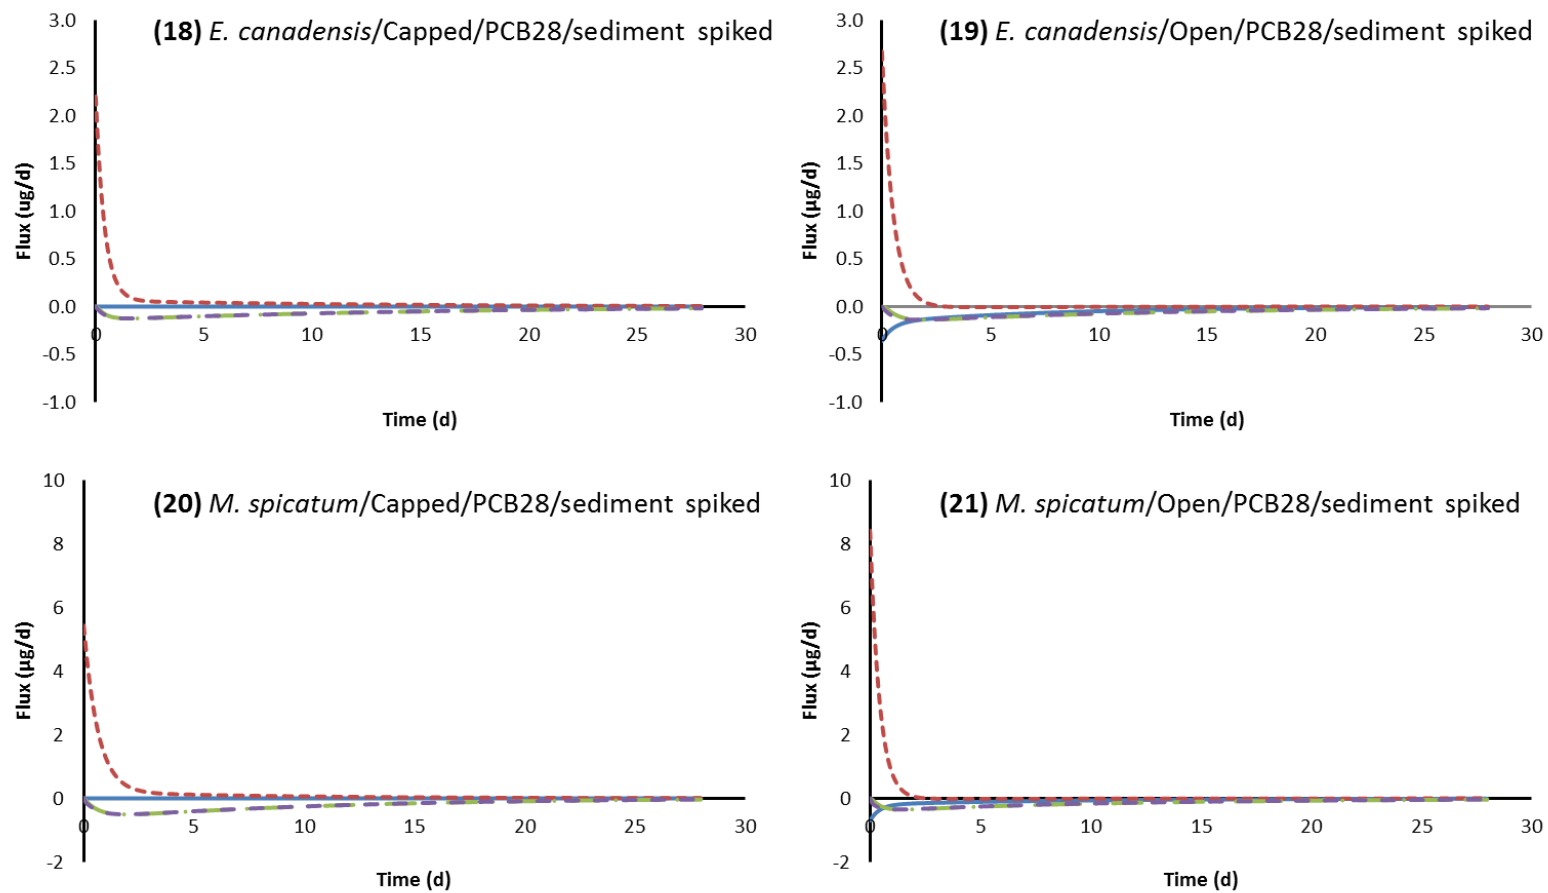 (18) E. canadensis/Capped/PCB28/sediment spiked
3.0
2.5
2.0
1.5
1.0
0.5
0.0
-0.5
-1.0
Flux (ug/d)
0 5 10 15 20 25 30
Time (d)
(19) E. canadensis/Open/PCB28/sediment spiked
3.0
2.5
2.0
1.5
1.0
0.5
0.0
-0.5
-1.0
Flux (µg/d)
0 5 10 15 20 25 30
Time (d)
(20) M. spicatum/Capped/PCB28/sediment spiked
10
8
6
4
2
0
-2
Flux (µg/d)
0 5 10 15 20 25 30
Time (d)
(21) M. spicatum/Open/PCB28/sediment spiked
10
8
6
4
2
0
-2
Flux (µg/d)
0 5 10 15 20 25 30
Time (d)